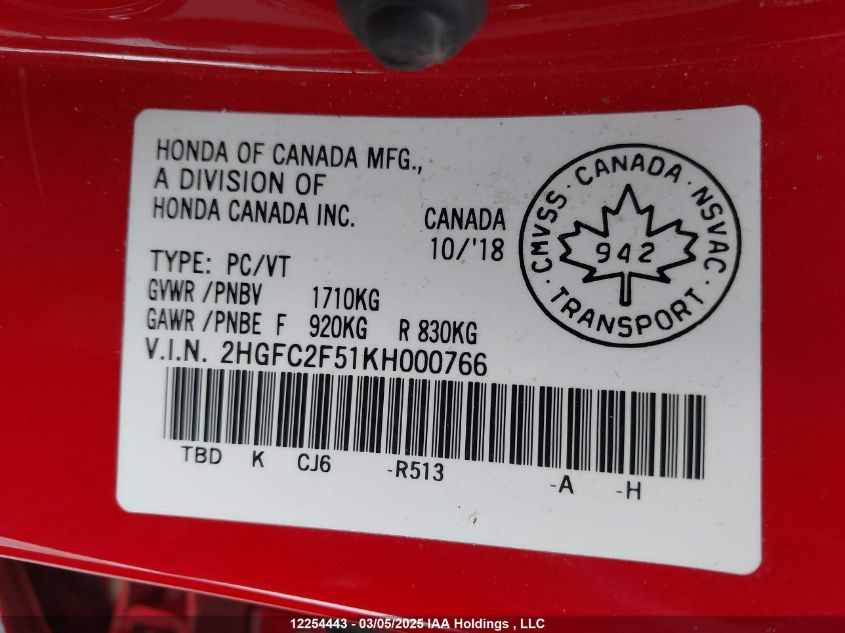 HONDA OF CANADA MFG.,
A DIVISION OF
HONDA CANADA INC.
CANADA
10/'18
TYPE: PC/VT
GVWR /PNBV 1710KG
GAWR /PNBE F 920KG R 830KG
V.I.N. 2HGFC2F51KH000766
TBD K CJ6 -R513 -A -H
CMVSS · CANADA · NSVAC · TRANSPORT ·
942
12254443 - 03/05/2025 IAA Holdings , LLC